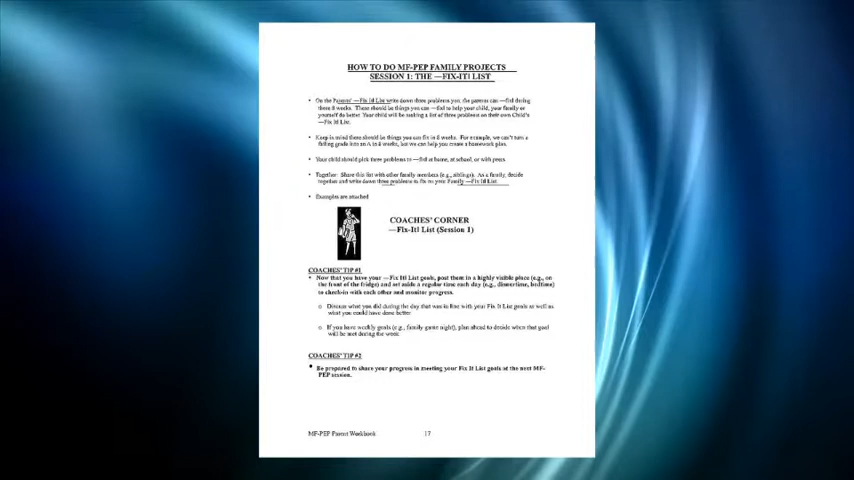 HOW TO DO MF-PEP FAMILY PROJECTS
SESSION 1: THE —FIX-IT! LIST
• On the Parents' —Fix It! List write down three problems you, the parents can —fix‖ during
these 8 weeks. These should be things you can —fix‖ to help your child, your family or
yourself do better. Your child will be making a list of three problems on their own Child's
—Fix It! List.
• Keep in mind these should be things you can fix in 8 weeks. For example, we can't turn a
failing grade into an A in 8 weeks, but we can help you create a homework plan.
• Your child should pick three problems to —fix‖ at home, at school, or with peers.
• Together: Share this list with other family members (e.g., siblings). As a family, decide
together and write down three problems to fix on your Family —Fix It! List.
• Examples are attached
COACHES' CORNER
—Fix-It! List (Session 1)
COACHES' TIP #1
• Now that you have your —Fix It! List goals, post them in a highly visible place (e.g., on
the front of the fridge) and set aside a regular time each day (e.g., dinnertime, bedtime)
to check-in with each other and monitor progress.
o Discuss what you did during the day that was in line with your Fix It List goals as well as
what you could have done better
o If you have weekly goals (e.g., family game night), plan ahead to decide when that goal
will be met during the week.
COACHES' TIP #2
• Be prepared to share your progress in meeting your Fix It List goals at the next MF-
PEP session.
MF-PEP Parent Workbook 17